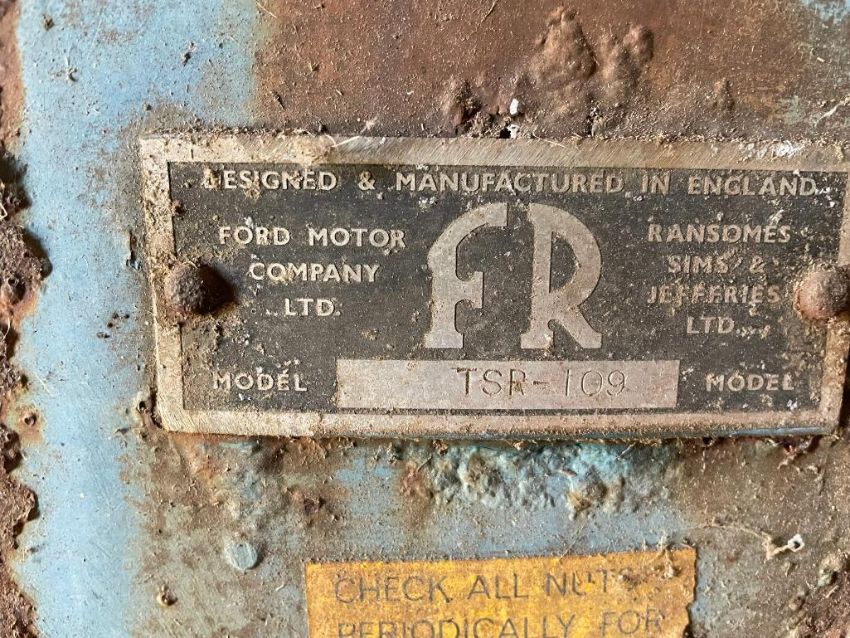 DESIGNED & MANUFACTURED IN ENGLAND
FORD MOTOR
COMPANY
LTD.
FR
RANSOMES
SIMS &
JEFFERIES
LTD.
MODEL TSR-109 MODEL
CHECK ALL NUTS
PERIODICALLY FOR